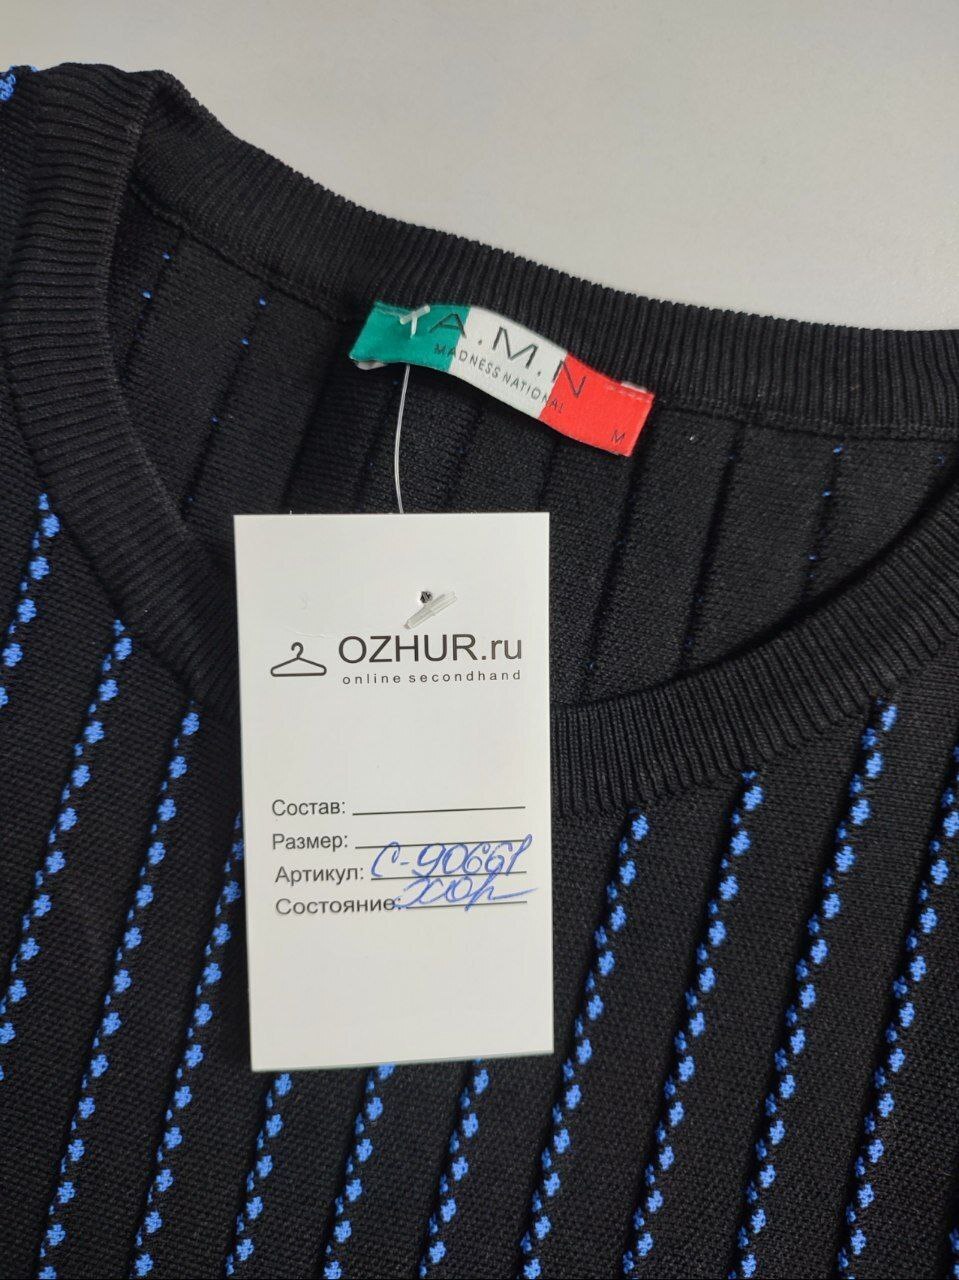 A.M.N
MADNESS NATIONAL
M
OZHUR.ru
online secondhand
Состав:
Размер:
Артикул: С-90661
Состояние: хор